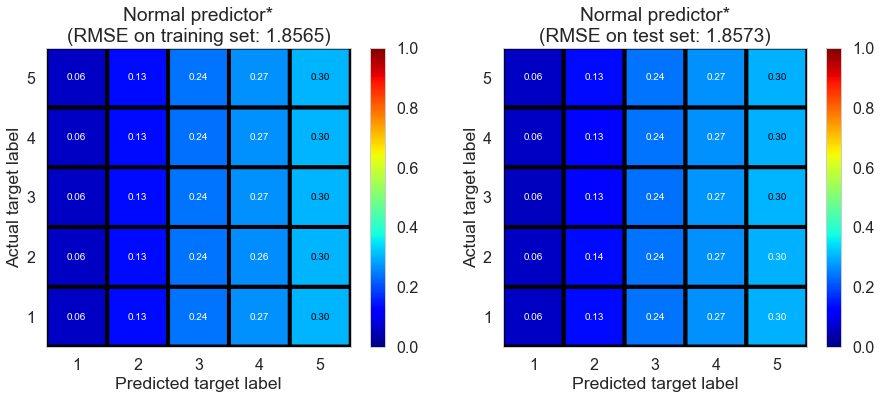 Normal predictor*
(RMSE on training set: 1.8565)
Actual target label
5
0.06 0.13 0.24 0.27 0.30
4
0.06 0.13 0.24 0.27 0.30
3
0.06 0.13 0.24 0.27 0.30
2
0.06 0.13 0.24 0.26 0.30
1
0.06 0.13 0.24 0.27 0.30
1 2 3 4 5
Predicted target label
1.0
0.8
0.6
0.4
0.2
0.0
Normal predictor*
(RMSE on test set: 1.8573)
Actual target label
5
0.06 0.13 0.24 0.27 0.30
4
0.06 0.13 0.24 0.27 0.30
3
0.06 0.13 0.24 0.27 0.30
2
0.06 0.14 0.24 0.27 0.30
1
0.06 0.13 0.24 0.27 0.30
1 2 3 4 5
Predicted target label
1.0
0.8
0.6
0.4
0.2
0.0